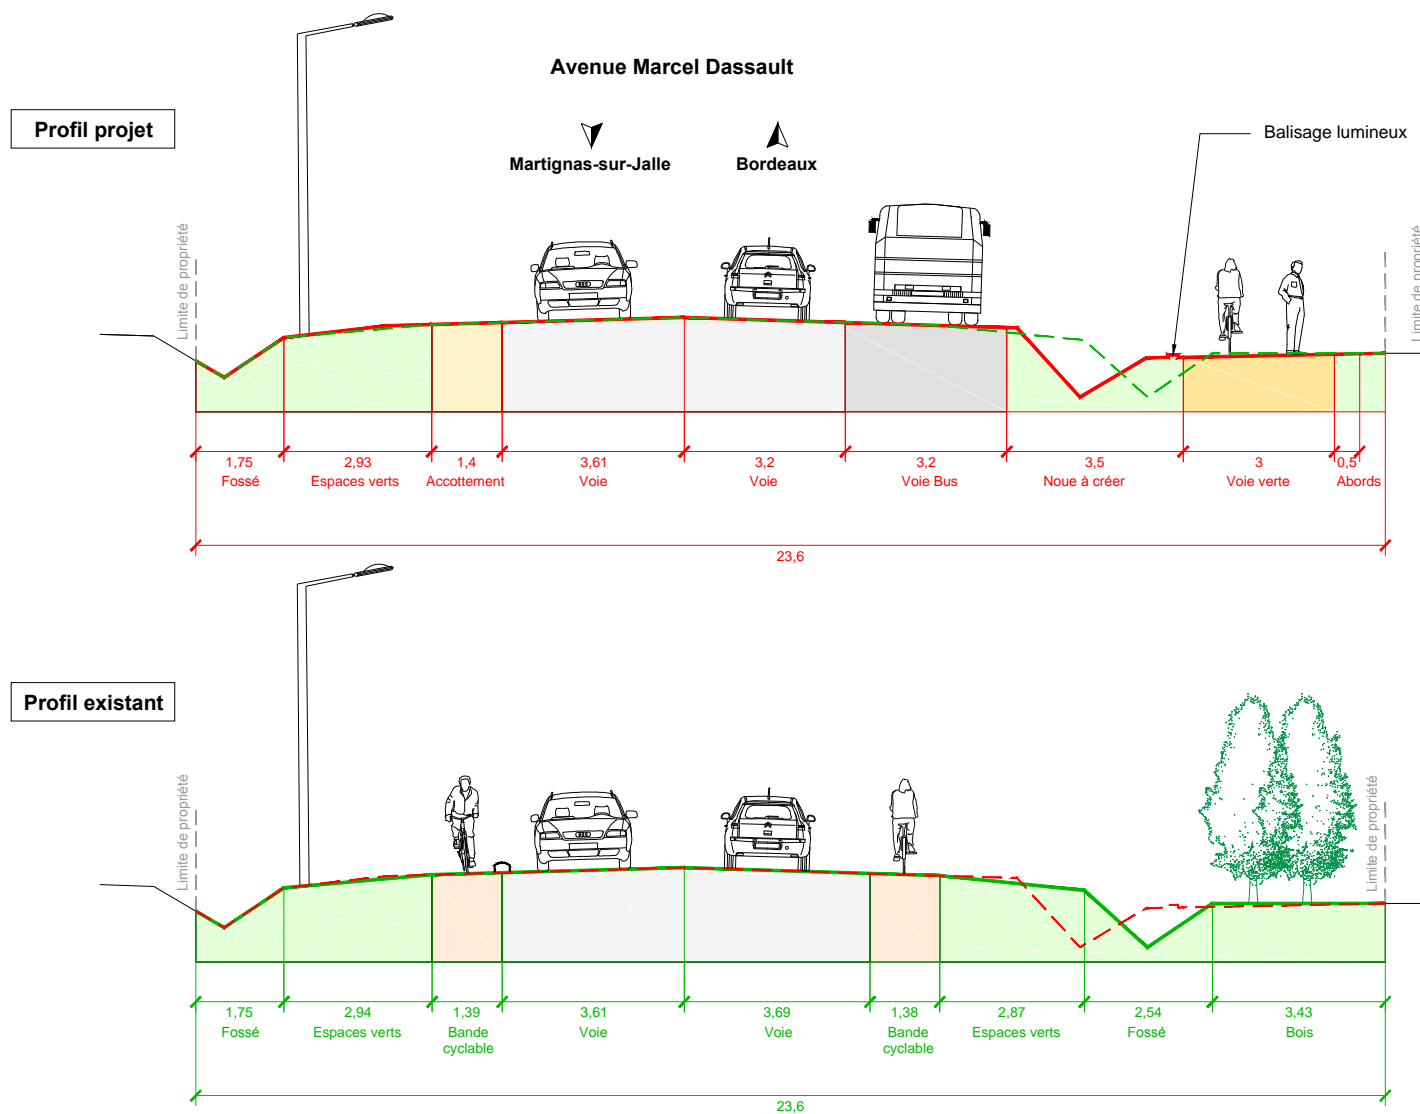 Avenue Marcel Dassault
Profil projet
Martignas-sur-Jalle
Bordeaux
Balisage lumineux
Limite de propriété
Limite de propriété
1,75
2,93
1,4
3,61
3,2
3,2
3,5
3
0,5
Fossé
Espaces verts
Accottement
Voie
Voie
Voie Bus
Noue à créer
Voie verte
Abords
23,6
Profil existant
Limite de propriété
Limite de propriété
1,75
2,94
1,39
3,61
3,69
1,38
2,87
2,54
3,43
Fossé
Espaces verts
Bande
cyclable
Voie
Voie
Bande
cyclable
Espaces verts
Fossé
Bois
23,6